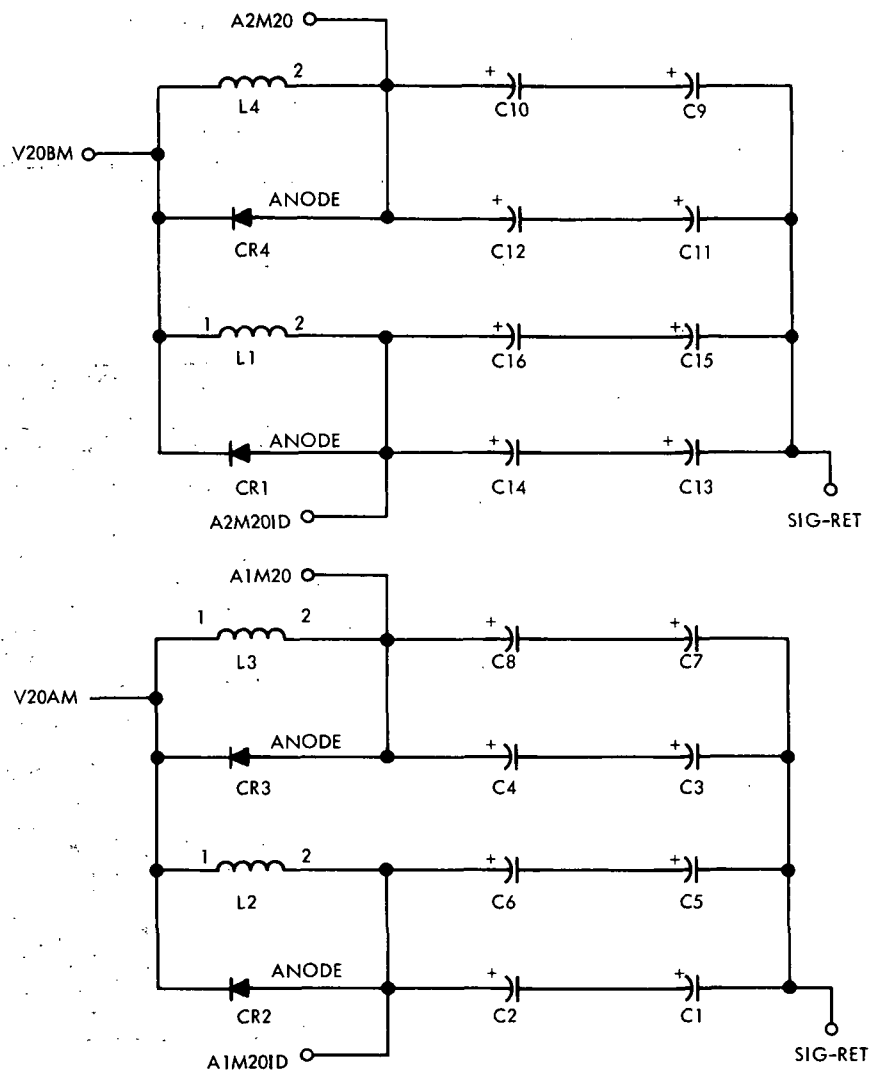 A2M20
2
+ +
L4 C10 C9
V20BM
ANODE
+ +
CR4 C12 C11
1 2
+ +
L1 C16 C15
ANODE
+ +
CR1 C14 C13
A2M20ID SIG-RET
A1M20
1 2
+ +
L3 C8 C7
V20AM
ANODE
+ +
CR3 C4 C3
1 2
+ +
L2 C6 C5
ANODE
+ +
CR2 C2 C1
A1M20ID SIG-RET